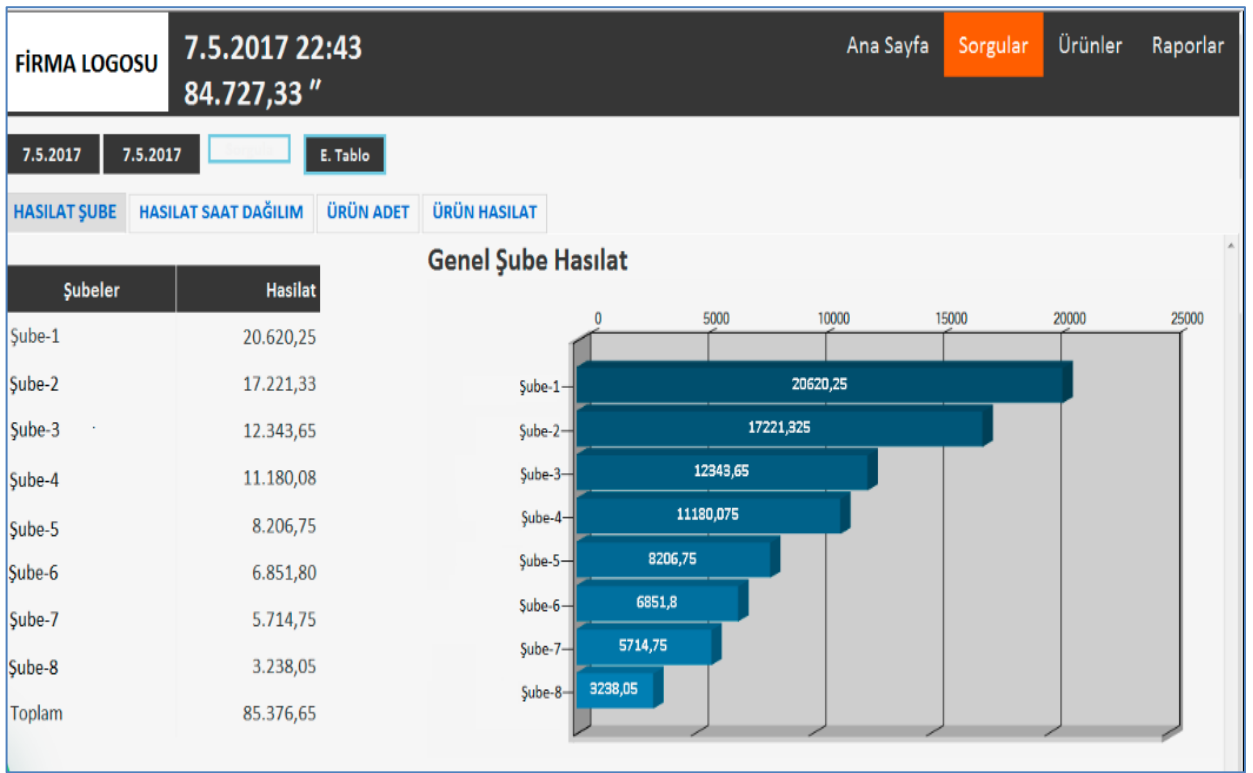 FİRMA LOGOSU
7.5.2017 22:43
84.727,33 ″
Ana Sayfa
Sorgular
Ürünler
Raporlar
7.5.2017
7.5.2017
E. Tablo
HASILAT ŞUBE
HASILAT SAAT DAĞILIM
ÜRÜN ADET
ÜRÜN HASILAT
Şubeler Hasilat
Şube-1 20.620,25
Şube-2 17.221,33
Şube-3 12.343,65
Şube-4 11.180,08
Şube-5 8.206,75
Şube-6 6.851,80
Şube-7 5.714,75
Şube-8 3.238,05
Toplam 85.376,65
Genel Şube Hasılat
0 5000 10000 15000 20000 25000
Şube-1 20620,25
Şube-2 17221,325
Şube-3 12343,65
Şube-4 11180,075
Şube-5 8206,75
Şube-6 6851,8
Şube-7 5714,75
Şube-8 3238,05